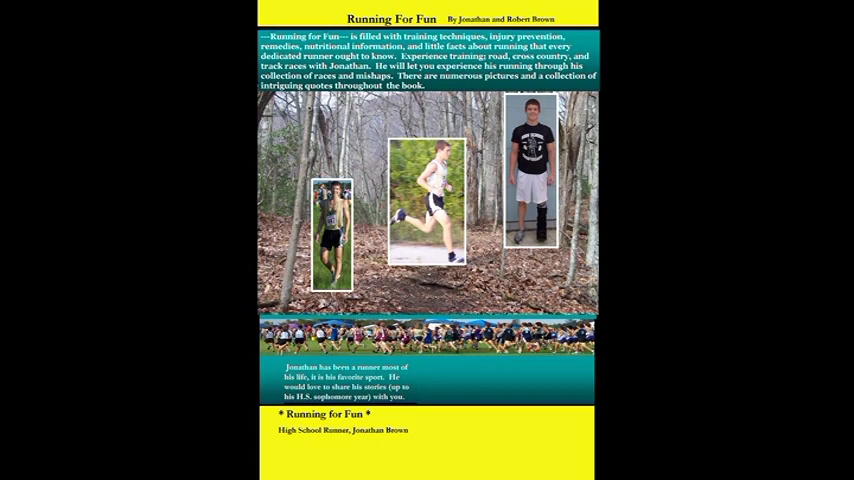 Running For Fun By Jonathan and Robert Brown
---Running for Fun--- is filled with training techniques, injury prevention,
remedies, nutritional information, and little facts about running that every
dedicated runner ought to know. Experience training; road, cross country, and
track races with Jonathan. He will let you experience his running through his
collection of races and mishaps. There are numerous pictures and a collection of
intriguing quotes throughout the book.
Jonathan has been a runner most of
his life, it is his favorite sport. He
would love to share his stories (up to
his H.S. sophomore year) with you.
* Running for Fun *
High School Runner, Jonathan Brown